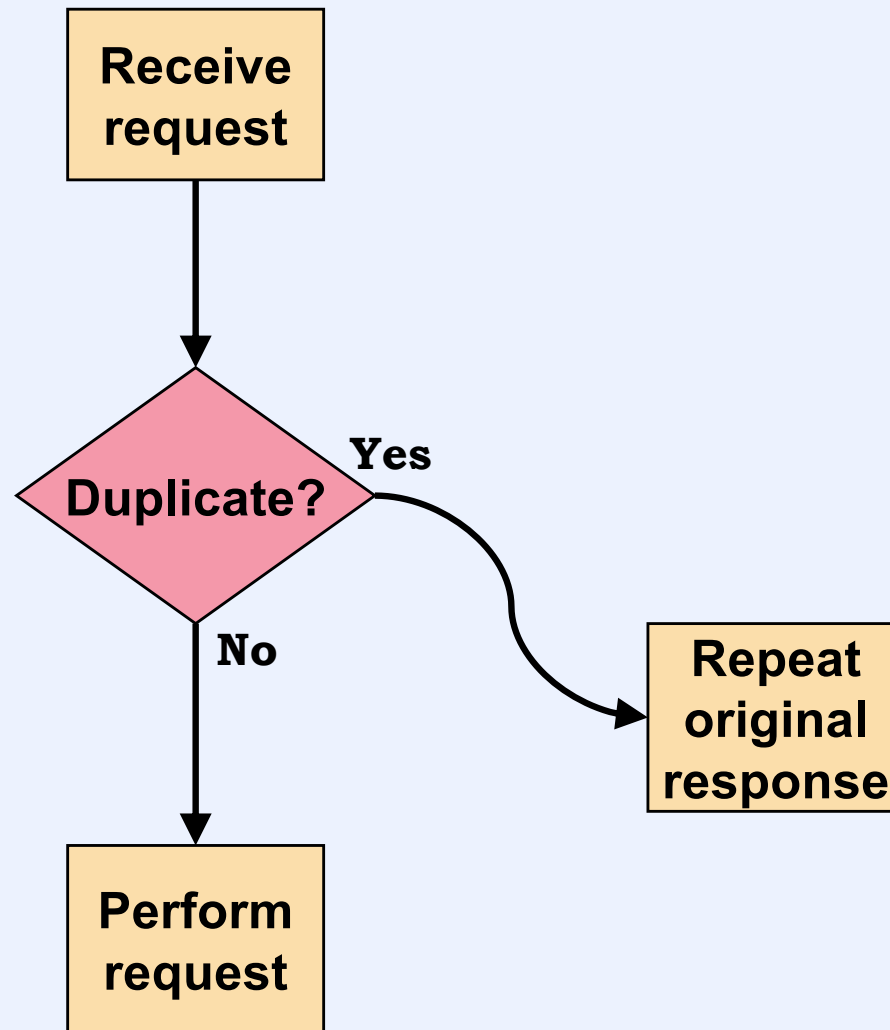 Receive
request
Duplicate?
Yes
No
Repeat
original
response
Perform
request